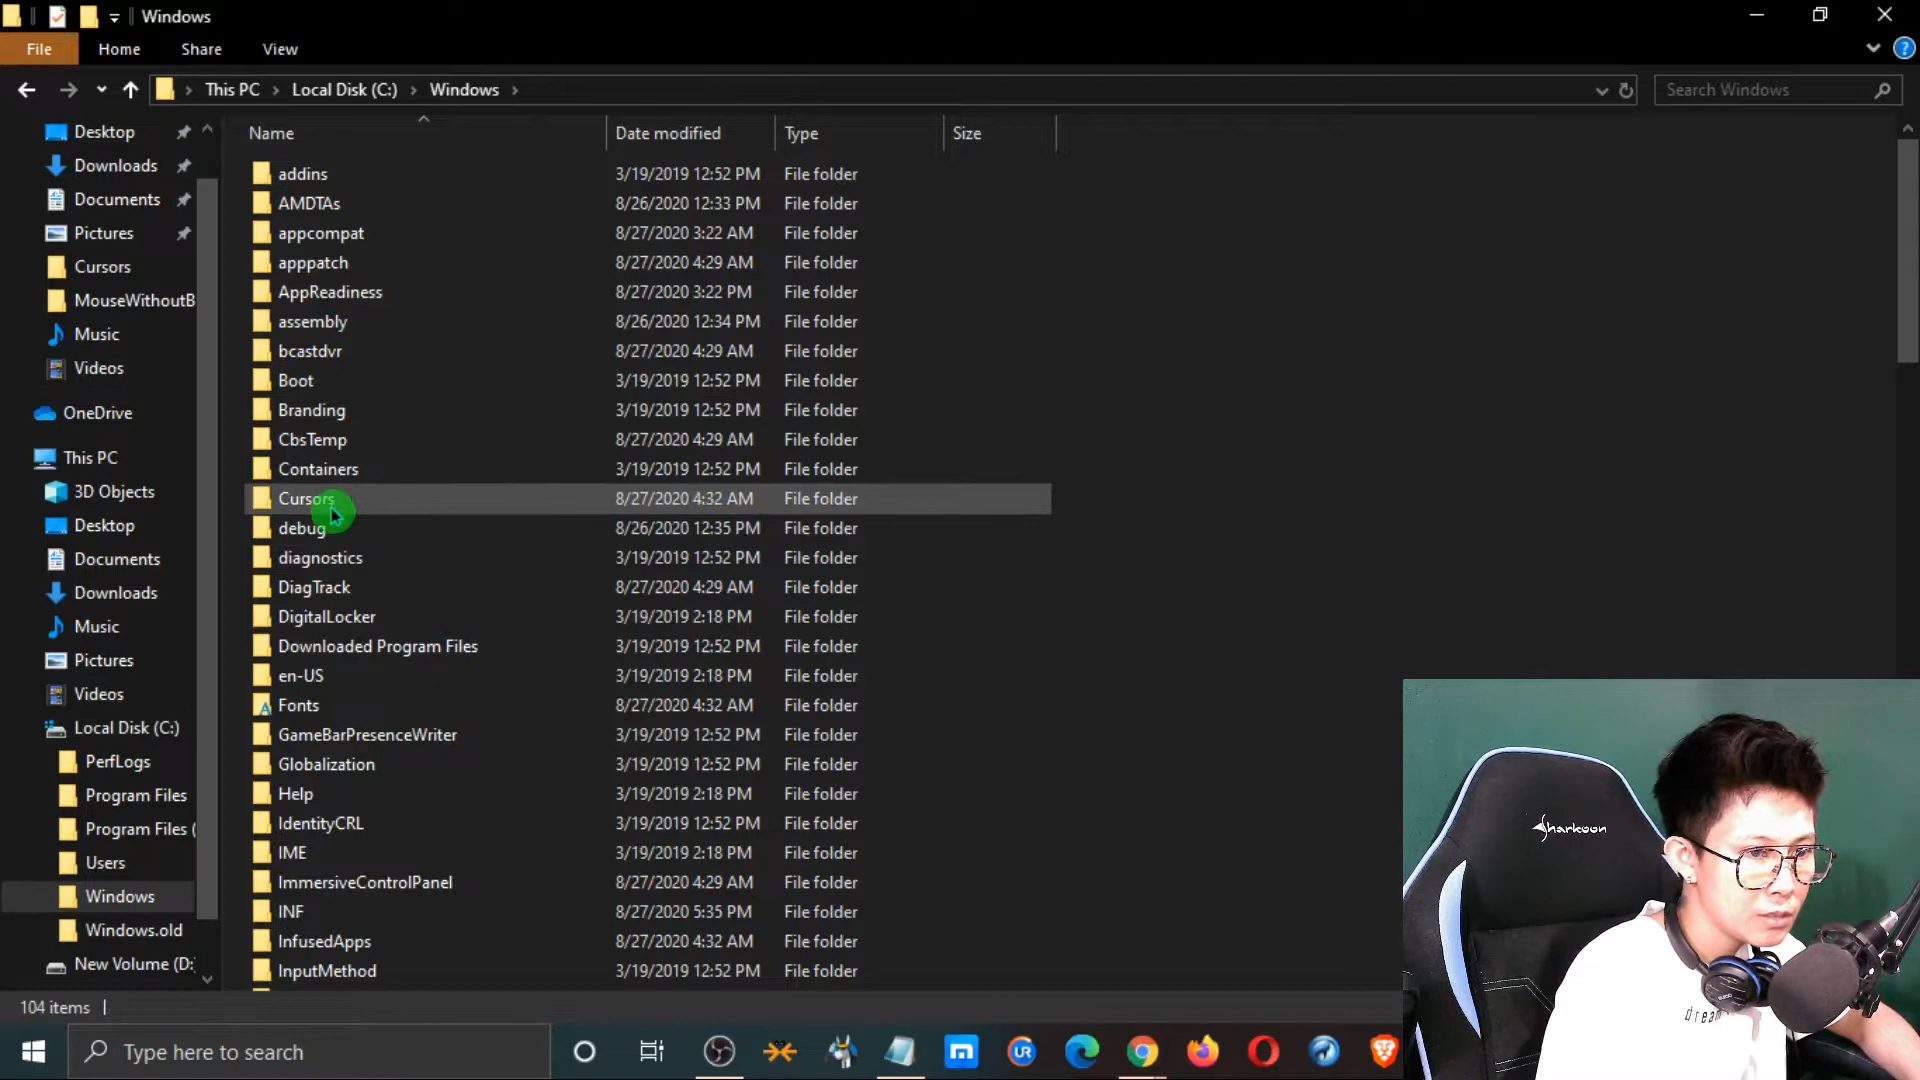 Windows
File Home Share View
This PC Local Disk (C:) Windows
Search Windows
Name Date modified Type Size
Desktop
Downloads
Documents
Pictures
Cursors
MouseWithoutB
Music
Videos
OneDrive
This PC
3D Objects
Desktop
Documents
Downloads
Music
Pictures
Videos
Local Disk (C:)
PerfLogs
Program Files
Program Files (
Users
Windows
Windows.old
New Volume (D:
addins 3/19/2019 12:52 PM File folder
AMDTAs 8/26/2020 12:33 PM File folder
appcompat 8/27/2020 3:22 AM File folder
apppatch 8/27/2020 4:29 AM File folder
AppReadiness 8/27/2020 3:22 PM File folder
assembly 8/26/2020 12:34 PM File folder
bcastdvr 8/27/2020 4:29 AM File folder
Boot 3/19/2019 12:52 PM File folder
Branding 3/19/2019 12:52 PM File folder
CbsTemp 8/27/2020 4:29 AM File folder
Containers 3/19/2019 12:52 PM File folder
Cursors 8/27/2020 4:32 AM File folder
debug 8/26/2020 12:35 PM File folder
diagnostics 3/19/2019 12:52 PM File folder
DiagTrack 8/27/2020 4:29 AM File folder
DigitalLocker 3/19/2019 2:18 PM File folder
Downloaded Program Files 3/19/2019 12:52 PM File folder
en-US 3/19/2019 2:18 PM File folder
Fonts 8/27/2020 4:32 AM File folder
GameBarPresenceWriter 3/19/2019 12:52 PM File folder
Globalization 3/19/2019 12:52 PM File folder
Help 3/19/2019 2:18 PM File folder
IdentityCRL 3/19/2019 12:52 PM File folder
IME 3/19/2019 2:18 PM File folder
ImmersiveControlPanel 8/27/2020 4:29 AM File folder
INF 8/27/2020 5:35 PM File folder
InfusedApps 8/27/2020 4:32 AM File folder
InputMethod 3/19/2019 12:52 PM File folder
Sharkoon
104 items
Type here to search
UR